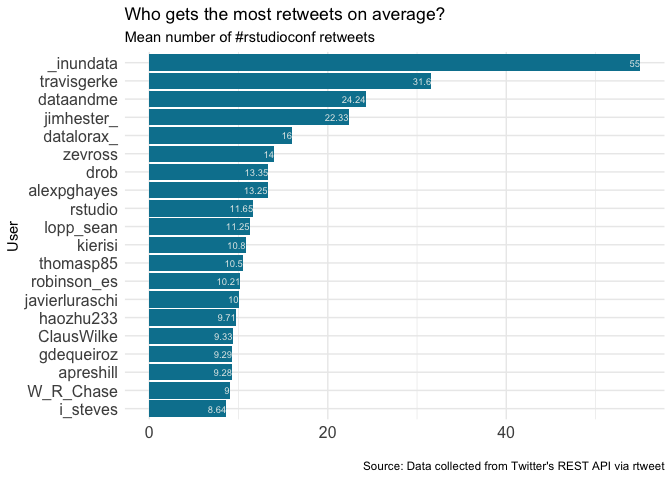 Who gets the most retweets on average?
Mean number of #rstudioconf retweets
User
_inundata 55
travisgerke 31.6
dataandme 24.24
jimhester_ 22.33
datalorax_ 16
zevross 14
drob 13.35
alexpghayes 13.25
rstudio 11.65
lopp_sean 11.25
kierisi 10.8
thomasp85 10.5
robinson_es 10.21
javierluraschi 10
haozhu233 9.71
ClausWilke 9.33
gdequeiroz 9.29
apreshill 9.28
W_R_Chase 9
i_steves 8.64
0 20 40
Source: Data collected from Twitter's REST API via rtweet